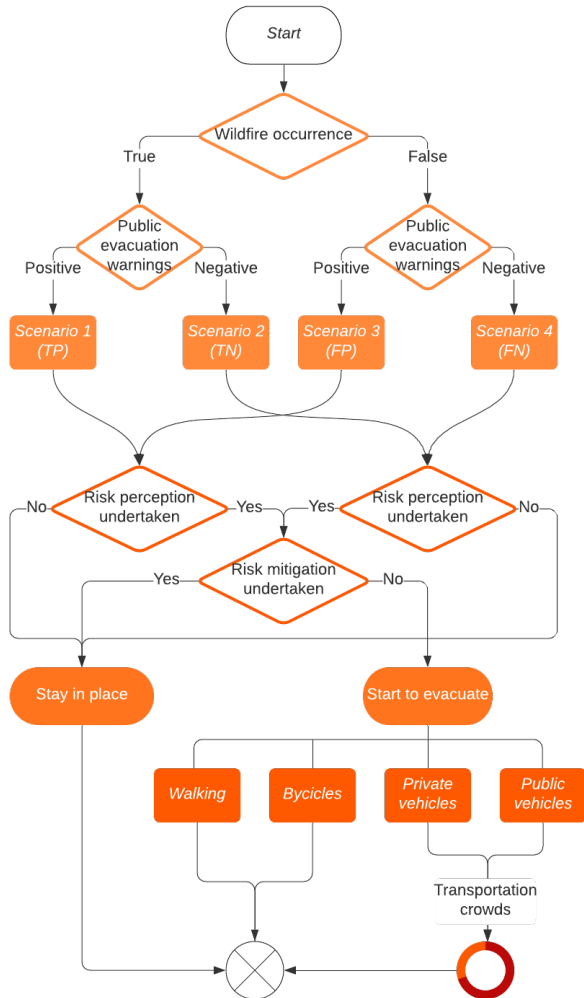 Start
Wildfire occurrence
True
False
Public
evacuation
warnings
Public
evacuation
warnings
Positive
Negative
Positive
Negative
Scenario 1
(TP)
Scenario 2
(TN)
Scenario 3
(FP)
Scenario 4
(FN)
Risk perception
undertaken
Risk perception
undertaken
No
Yes
Yes
No
Risk mitigation
undertaken
Yes
No
Stay in place
Start to evacuate
Walking
Bycicles
Private
vehicles
Public
vehicles
Transportation
crowds